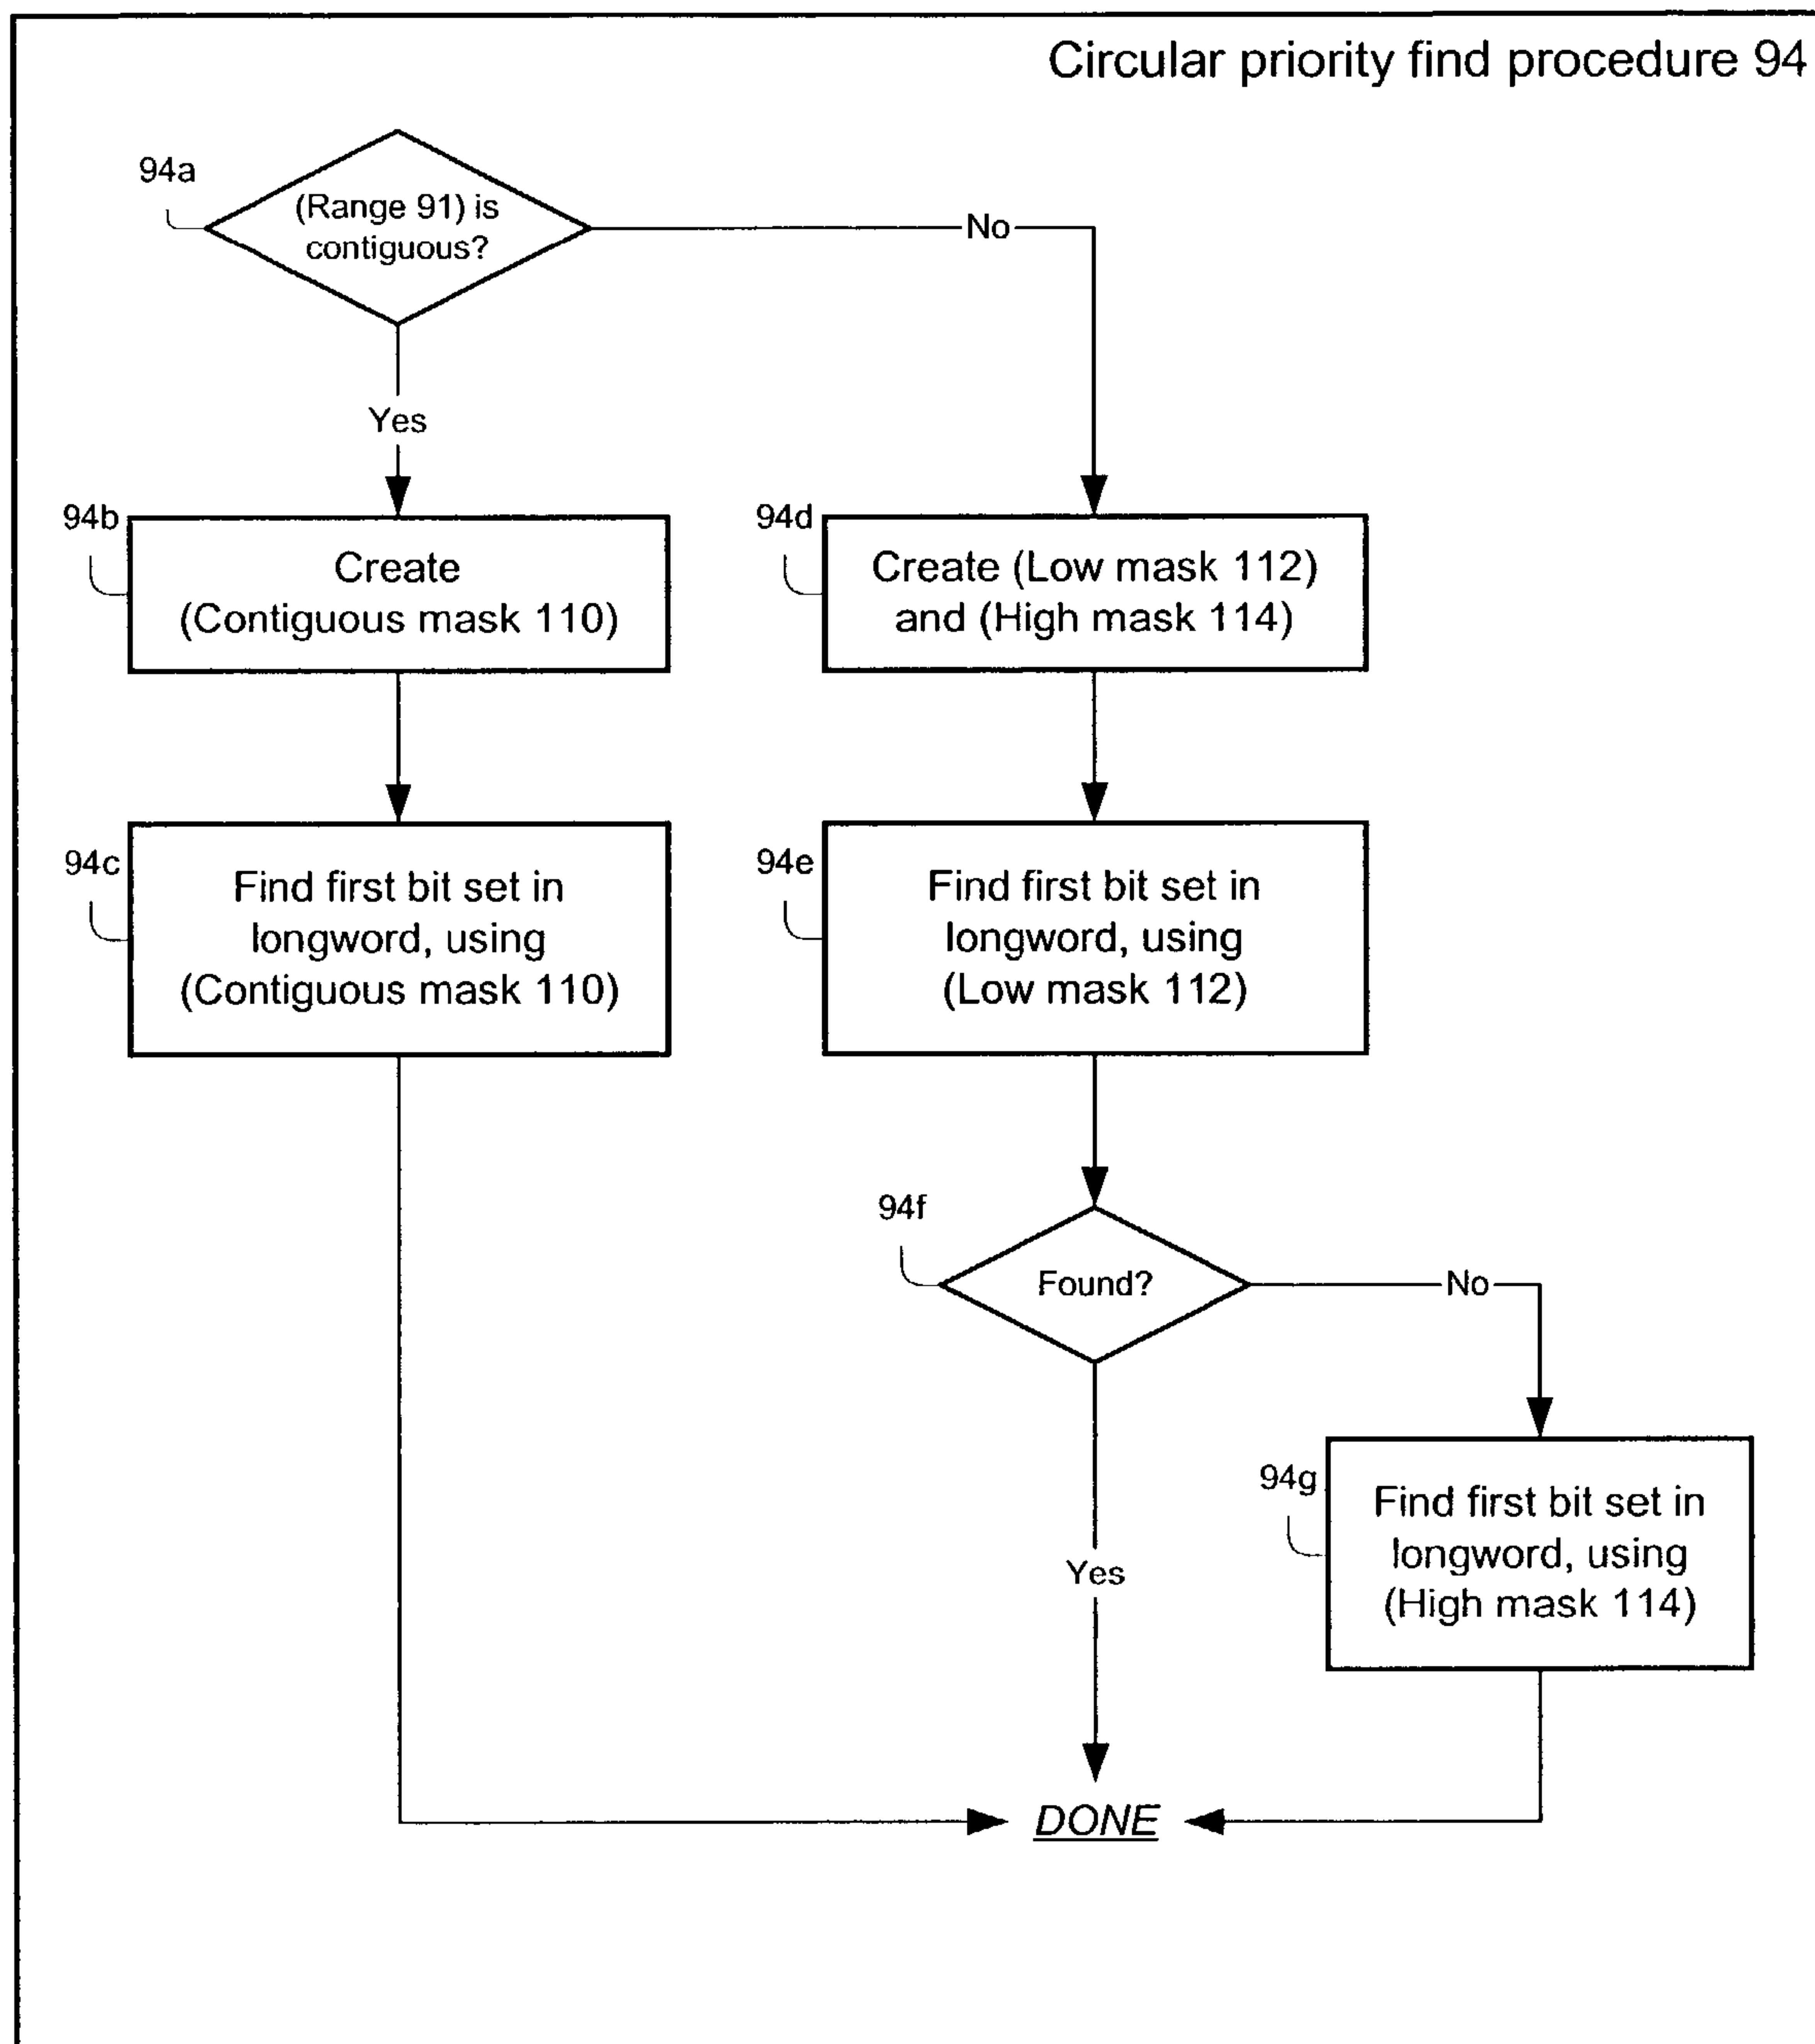 Circular priority find procedure 94
94a
(Range 91) is
contiguous?
No
Yes
94b
Create
(Contiguous mask 110)
94d
Create (Low mask 112)
and (High mask 114)
94c
Find first bit set in
longword, using
(Contiguous mask 110)
94e
Find first bit set in
longword, using
(Low mask 112)
94f
Found?
No
94g
Find first bit set in
longword, using
(High mask 114)
Yes
DONE